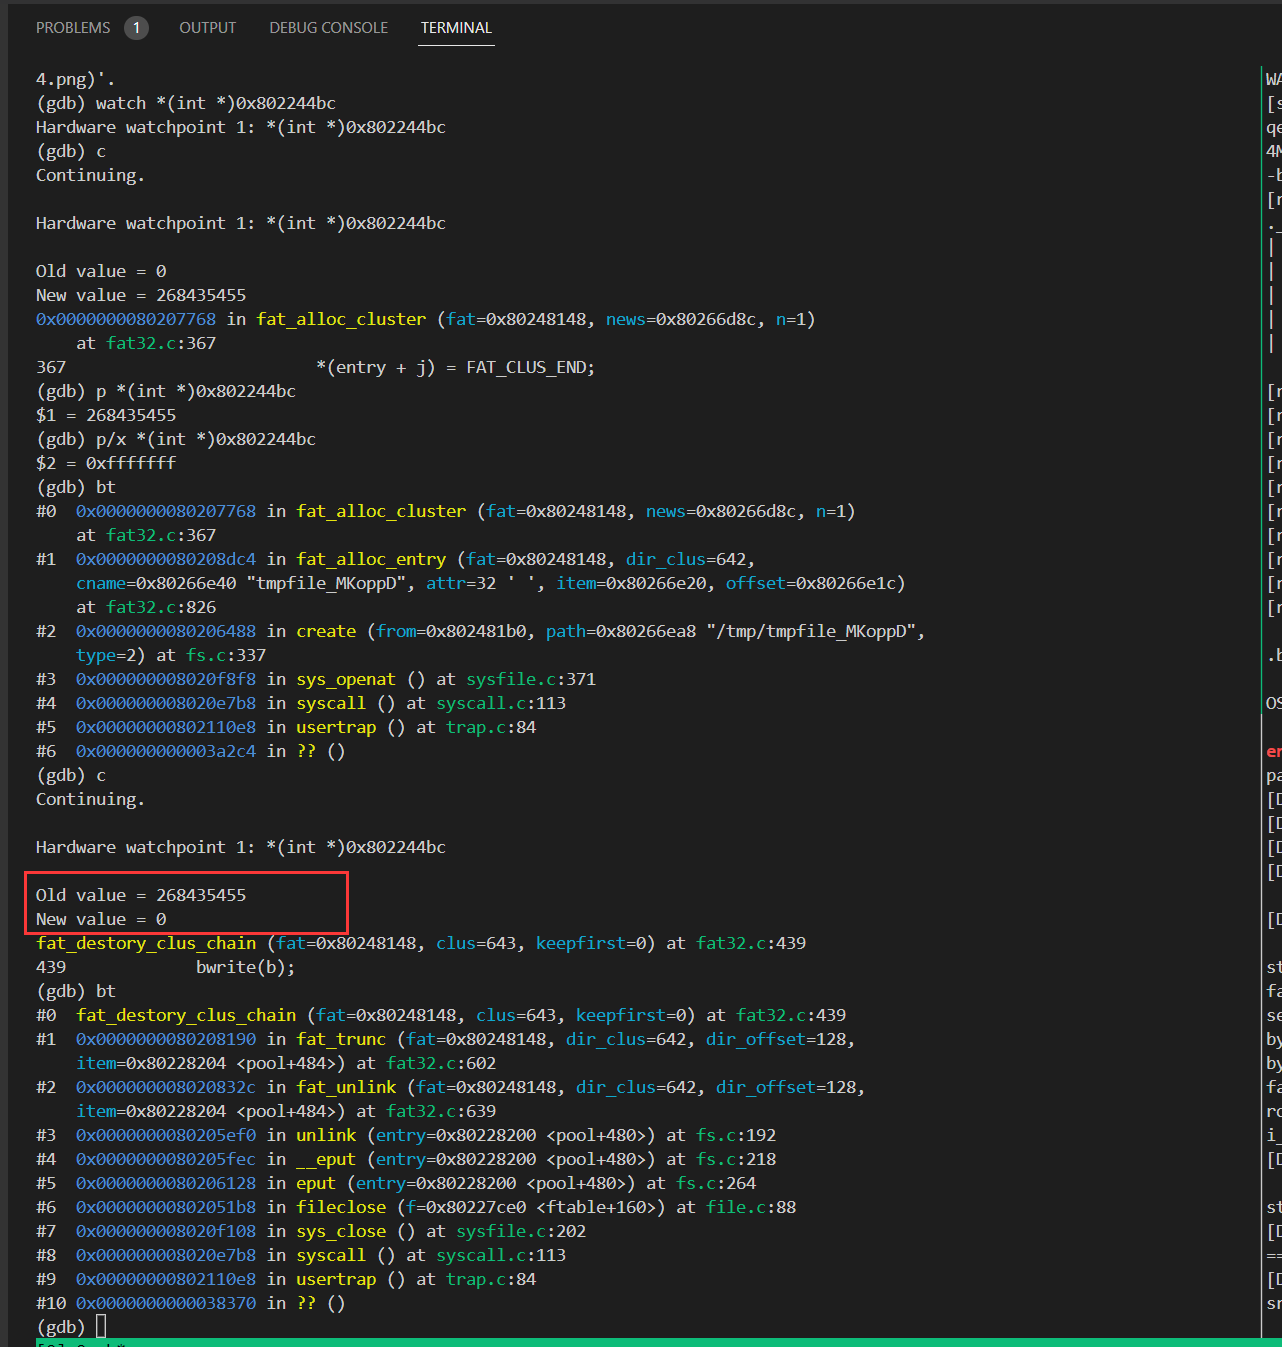 PROBLEMS 1 OUTPUT DEBUG CONSOLE TERMINAL
4.png)'.
(gdb) watch *(int *)0x802244bc
Hardware watchpoint 1: *(int *)0x802244bc
(gdb) c
Continuing.
Hardware watchpoint 1: *(int *)0x802244bc
Old value = 0
New value = 268435455
0x0000000080207768 in fat_alloc_cluster (fat=0x80248148, news=0x80266d8c, n=1)
at fat32.c:367
367 *(entry + j) = FAT_CLUS_END;
(gdb) p *(int *)0x802244bc
$1 = 268435455
(gdb) p/x *(int *)0x802244bc
$2 = 0xfffffff
(gdb) bt
#0 0x0000000080207768 in fat_alloc_cluster (fat=0x80248148, news=0x80266d8c, n=1)
at fat32.c:367
#1 0x0000000080208dc4 in fat_alloc_entry (fat=0x80248148, dir_clus=642,
cname=0x80266e40 "tmpfile_MKoppD", attr=32 ' ', item=0x80266e20, offset=0x80266e1c)
at fat32.c:826
#2 0x0000000080206488 in create (from=0x802481b0, path=0x80266ea8 "/tmp/tmpfile_MKoppD",
type=2) at fs.c:337
#3 0x000000008020f8f8 in sys_openat () at sysfile.c:371
#4 0x000000008020e7b8 in syscall () at syscall.c:113
#5 0x00000000802110e8 in usertrap () at trap.c:84
#6 0x000000000003a2c4 in ?? ()
(gdb) c
Continuing.
Hardware watchpoint 1: *(int *)0x802244bc
Old value = 268435455
New value = 0
fat_destory_clus_chain (fat=0x80248148, clus=643, keepfirst=0) at fat32.c:439
439 bwrite(b);
(gdb) bt
#0 fat_destory_clus_chain (fat=0x80248148, clus=643, keepfirst=0) at fat32.c:439
#1 0x0000000080208190 in fat_trunc (fat=0x80248148, dir_clus=642, dir_offset=128,
item=0x80228204 <pool+484>) at fat32.c:602
#2 0x000000008020832c in fat_unlink (fat=0x80248148, dir_clus=642, dir_offset=128,
item=0x80228204 <pool+484>) at fat32.c:639
#3 0x0000000080205ef0 in unlink (entry=0x80228200 <pool+480>) at fs.c:192
#4 0x0000000080205fec in __eput (entry=0x80228200 <pool+480>) at fs.c:218
#5 0x0000000080206128 in eput (entry=0x80228200 <pool+480>) at fs.c:264
#6 0x00000000802051b8 in fileclose (f=0x80227ce0 <ftable+160>) at file.c:88
#7 0x000000008020f108 in sys_close () at sysfile.c:202
#8 0x000000008020e7b8 in syscall () at syscall.c:113
#9 0x00000000802110e8 in usertrap () at trap.c:84
#10 0x0000000000038370 in ?? ()
(gdb)